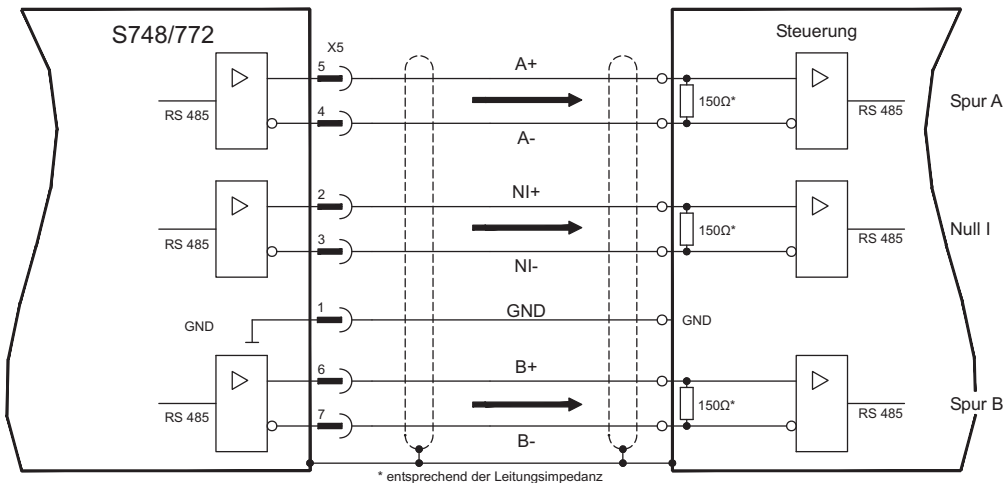 S748/772
X5
Steuerung
5
A+
RS 485
150Ω*
RS 485
Spur A
4
A-
2
NI+
RS 485
150Ω*
RS 485
Null I
3
NI-
1
GND
GND
GND
6
B+
RS 485
150Ω*
RS 485
Spur B
7
B-
* entsprechend der Leitungsimpedanz